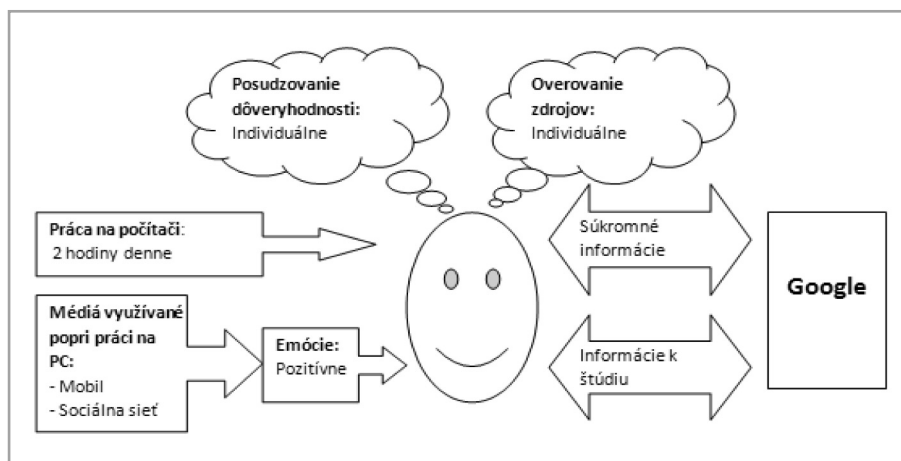 Posudzovanie
dôveryhodnosti:
Individuálne
Overovanie
zdrojov:
Individuálne
Práca na počítači:
2 hodiny denne
Médiá využívané
popri práci na
PC:
- Mobil
- Sociálna sieť
Emócie:
Pozitívne
Súkromné
informácie
Informácie k
štúdiu
Google